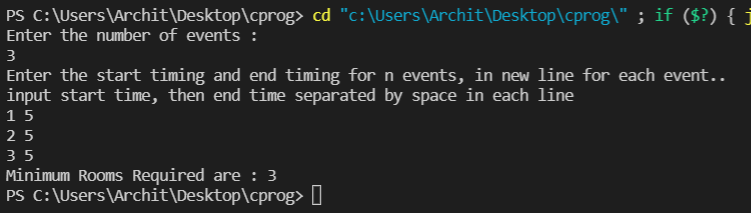 PS C:\Users\Archit\Desktop\cprog> cd "c:\Users\Archit\Desktop\cprog\" ; if ($?) { j
Enter the number of events :
3
Enter the start timing and end timing for n events, in new line for each event..
input start time, then end time separated by space in each line
1 5
2 5
3 5
Minimum Rooms Required are : 3
PS C:\Users\Archit\Desktop\cprog>